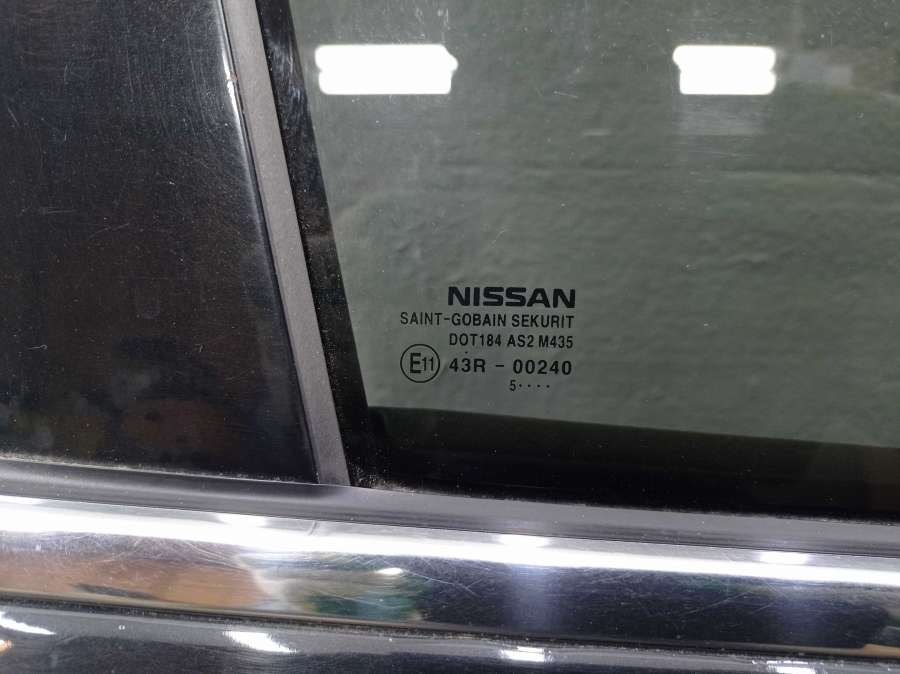 NISSAN
SAINT-GOBAIN SEKURIT
DOT184 AS2 M435
E11 43R - 00240
5····